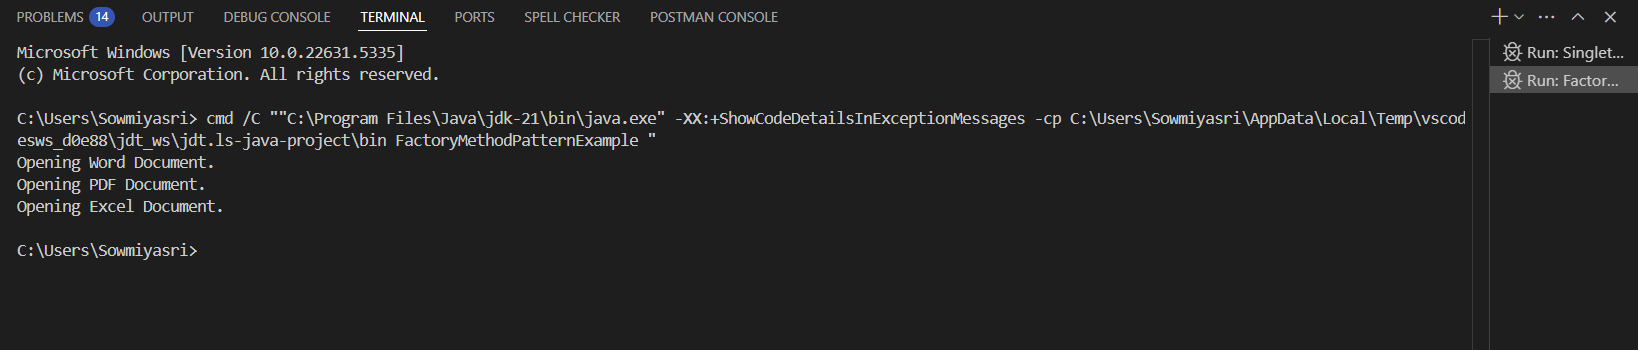 PROBLEMS 14 OUTPUT DEBUG CONSOLE TERMINAL PORTS SPELL CHECKER POSTMAN CONSOLE
Microsoft Windows [Version 10.0.22631.5335]
(c) Microsoft Corporation. All rights reserved.
C:\Users\Sowmiyasri> cmd /C ""C:\Program Files\Java\jdk-21\bin\java.exe" -XX:+ShowCodeDetailsInExceptionMessages -cp C:\Users\Sowmiyasri\AppData\Local\Temp\vscod
esws_d0e88\jdt_ws\jdt.ls-java-project\bin FactoryMethodPatternExample "
Opening Word Document.
Opening PDF Document.
Opening Excel Document.
C:\Users\Sowmiyasri>
Run: Singlet...
Run: Factor...